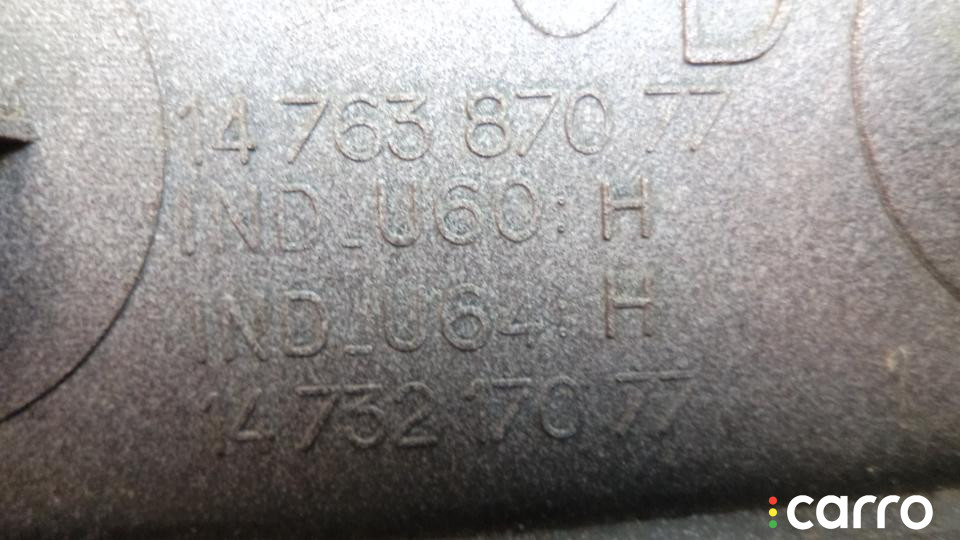 D
14 763 870 77
IND_U60: H
IND_U64: H
14 732 170 77
carro